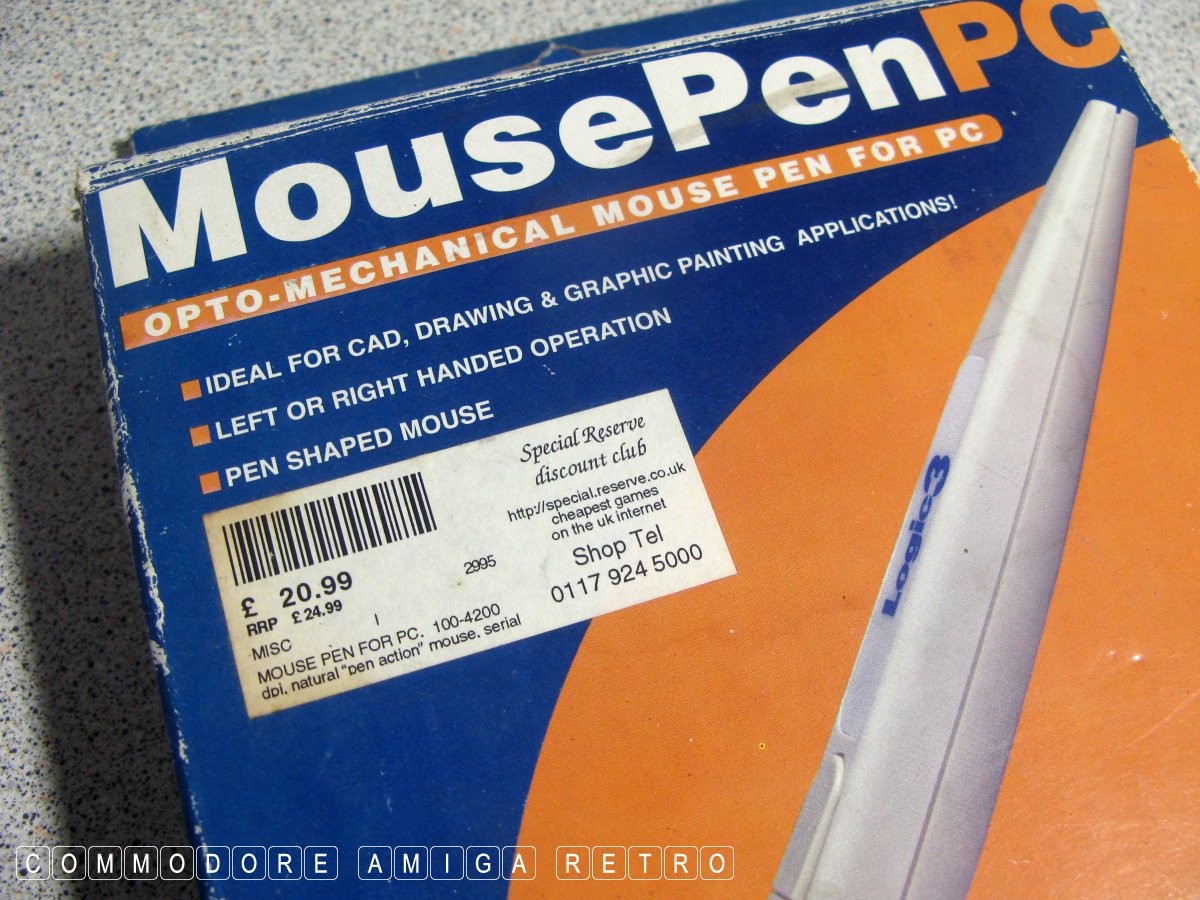 MousePenPC
OPTO-MECHANICAL MOUSE PEN FOR PC
IDEAL FOR CAD, DRAWING & GRAPHIC PAINTING APPLICATIONS!
LEFT OR RIGHT HANDED OPERATION
PEN SHAPED MOUSE
Special Reserve
discount club
http://special.reserve.co.uk
cheapest games
on the uk internet
Shop Tel
0117 924 5000
£ 20.99
2995
RRP £24.99
MISC I
MOUSE PEN FOR PC. 100-4200
dpi, natural "pen action" mouse. serial
Logic3
COMMODORE AMIGA RETRO